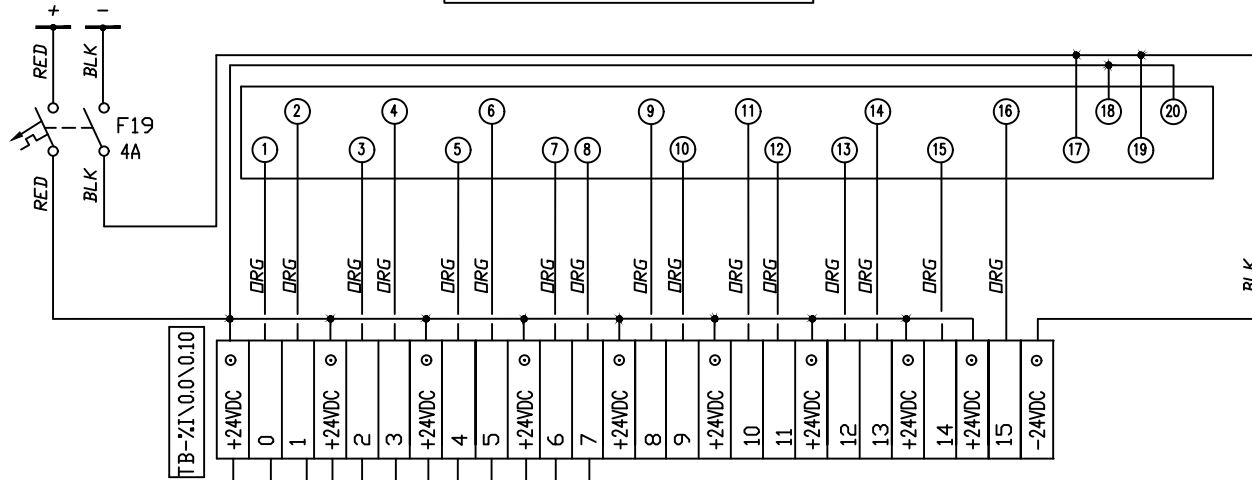 + -
RED BLK
F19
4A
RED BLK
2 4 6 9 11 14 16 18 20
1 3 5 7 8 10 12 13 15 17 19
ORG ORG ORG ORG ORG ORG ORG ORG ORG ORG ORG ORG ORG ORG ORG ORG BLK
TB-%I\0.0\0.10
+24VDC 0 1 +24VDC 2 3 +24VDC 4 5 +24VDC 6 7 +24VDC 8 9 +24VDC 10 11 +24VDC 12 13 +24VDC 14 +24VDC 15 -24VDC